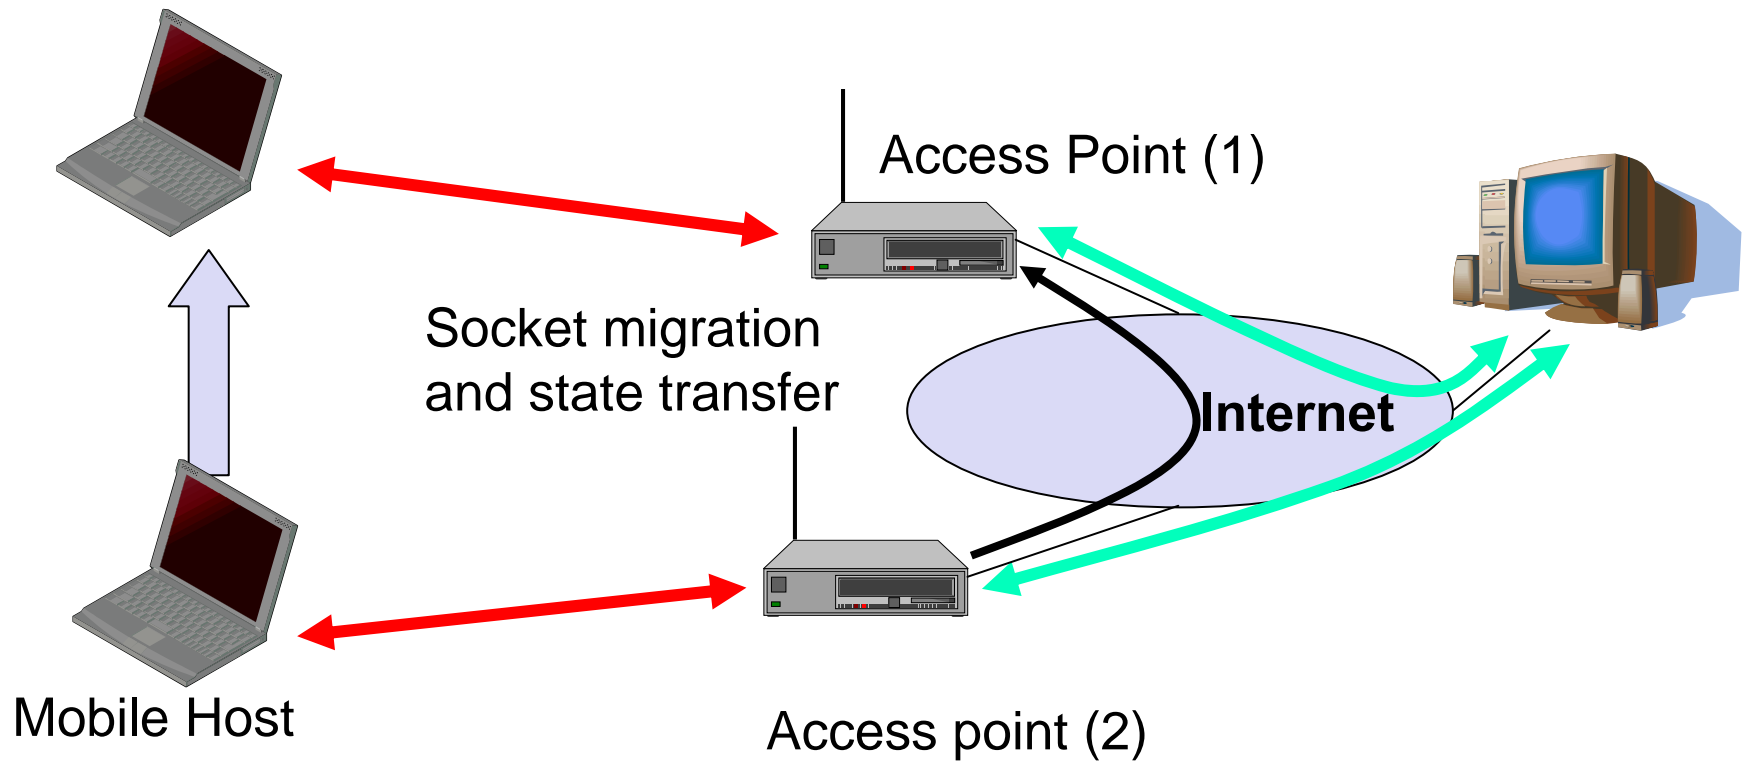 Access Point (1)
Socket migration
and state transfer
Internet
Mobile Host
Access point (2)